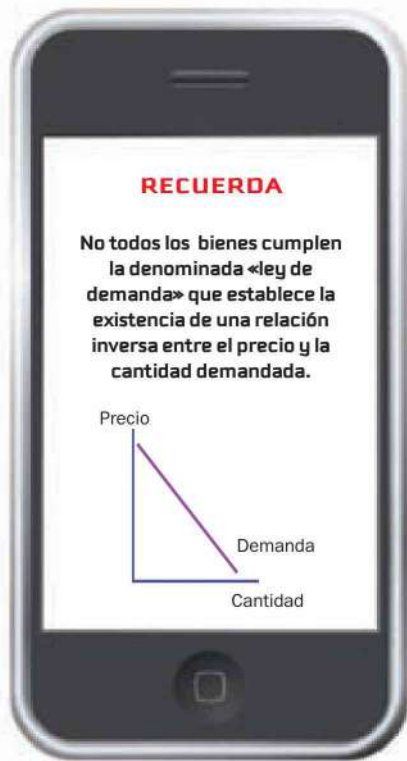 RECUERDA
No todos los bienes cumplen
la denominada «ley de
demanda» que establece la
existencia de una relación
inversa entre el precio y la
cantidad demandada.
Precio
Demanda
Cantidad